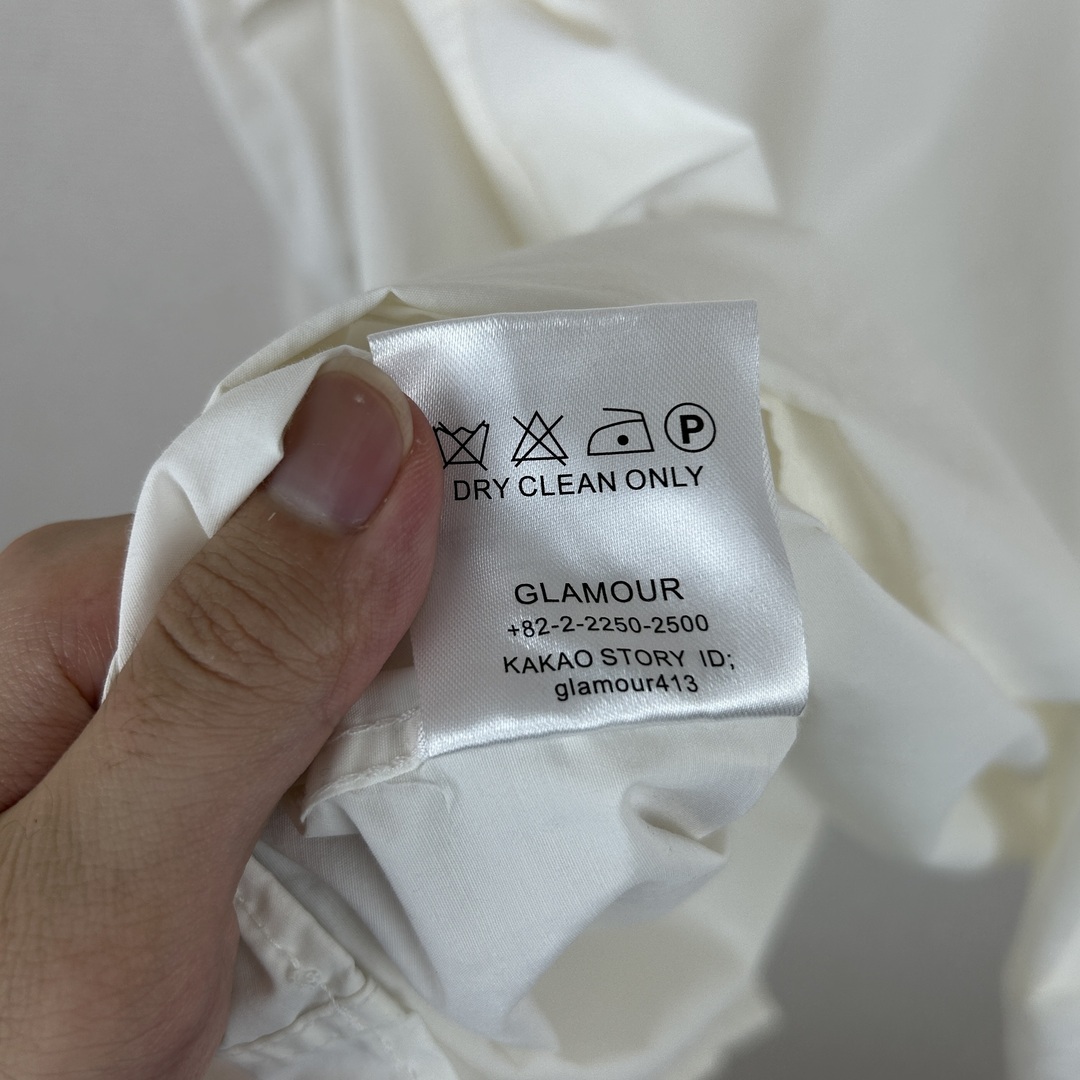 P
DRY CLEAN ONLY
GLAMOUR
+82-2-2250-2500
KAKAO STORY ID;
glamour413